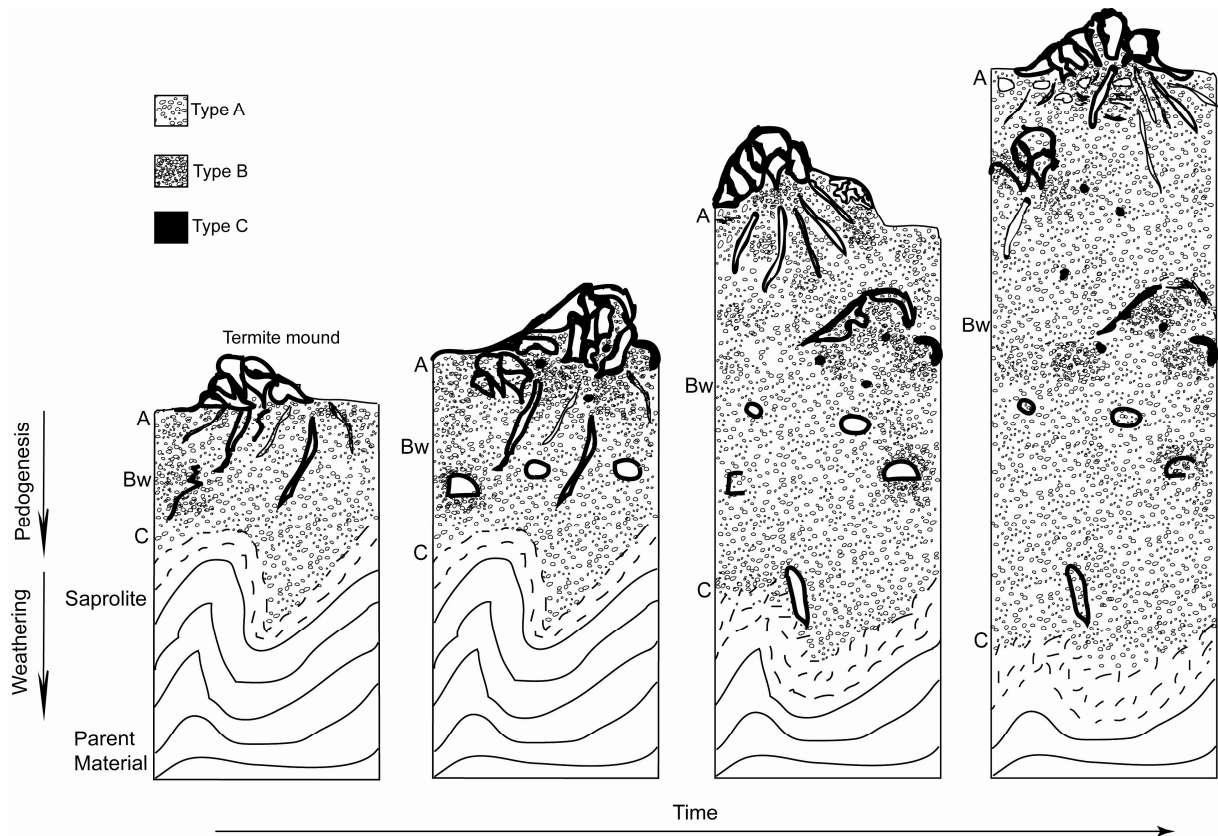 Type A
Type B
Type C
Termite mound
A
Bw
C
Saprolite
Parent
Material
Pedogenesis
Weathering
A
Bw
C
A
Bw
C
A
Bw
C
Time